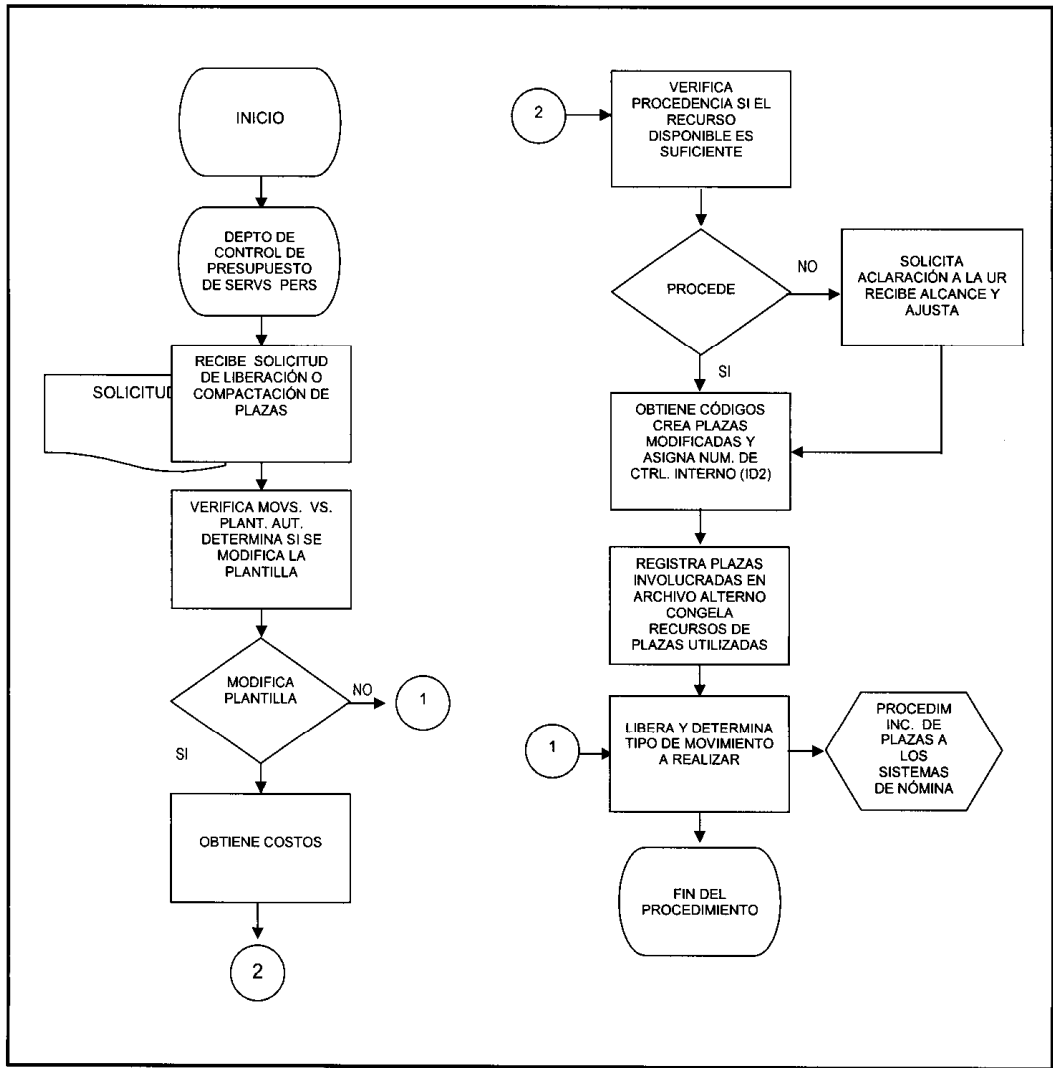 INICIO
DEPTO DE
CONTROL DE
PRESUPUESTO
DE SERVS PERS
SOLICITUD
RECIBE SOLICITUD
DE LIBERACIÓN O
COMPACTACIÓN DE
PLAZAS
VERIFICA MOVS. VS.
PLANT. AUT.
DETERMINA SI SE
MODIFICA LA
PLANTILLA
MODIFICA
PLANTILLA
NO
1
SI
OBTIENE COSTOS
2
2
VERIFICA
PROCEDENCIA SI EL
RECURSO
DISPONIBLE ES
SUFICIENTE
PROCEDE
NO
SOLICITA
ACLARACIÓN A LA UR
RECIBE ALCANCE Y
AJUSTA
SI
OBTIENE CÓDIGOS
CREA PLAZAS
MODIFICADAS Y
ASIGNA NUM. DE
CTRL. INTERNO (ID2)
REGISTRA PLAZAS
INVOLUCRADAS EN
ARCHIVO ALTERNO
CONGELA
RECURSOS DE
PLAZAS UTILIZADAS
1
LIBERA Y DETERMINA
TIPO DE MOVIMIENTO
A REALIZAR
PROCEDIM
INC. DE
PLAZAS A
LOS
SISTEMAS
DE NÓMINA
FIN DEL
PROCEDIMIENTO